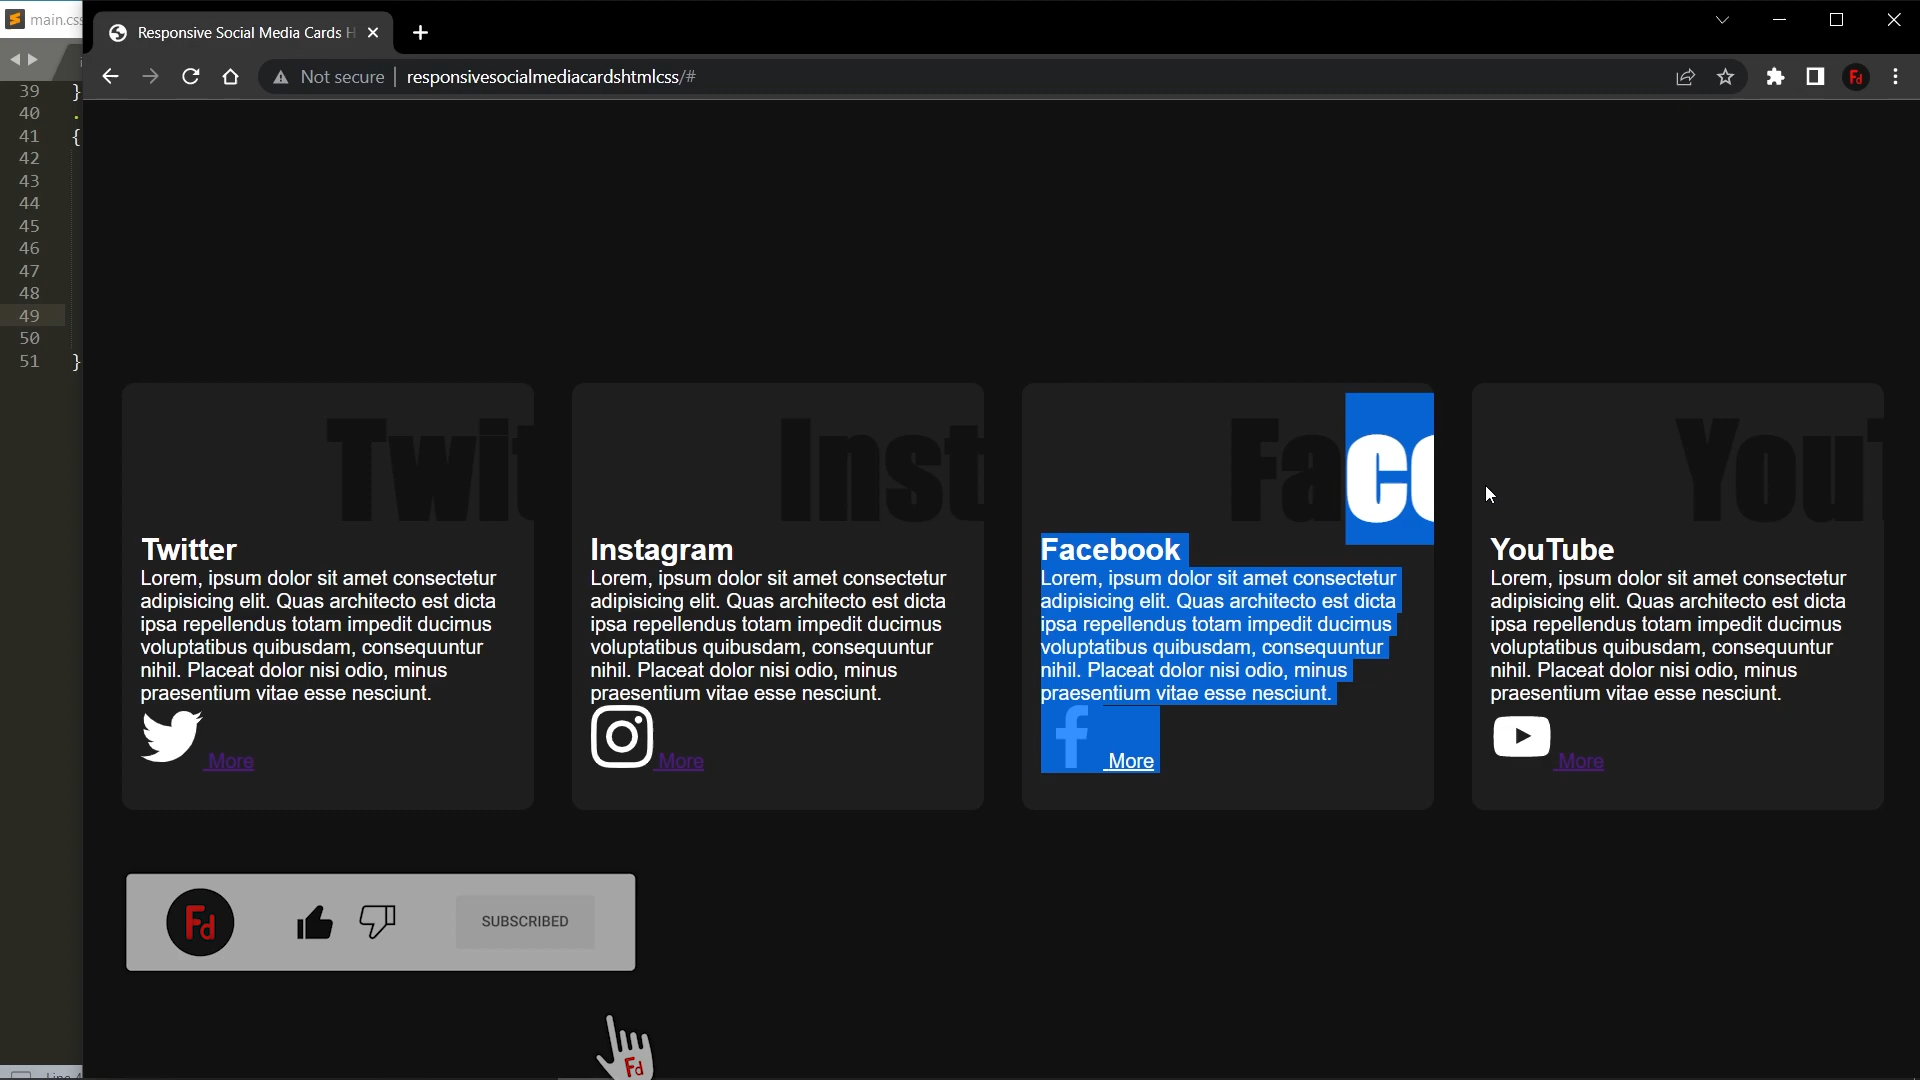 main.css
Responsive Social Media Cards H
Not secure
responsivesocialmediacardshtmlcss/#
Fd
39 }
40 .
41 {
42
43
44
45
46
47
48
49
50
51 }
Twit
Twitter
Lorem, ipsum dolor sit amet consectetur
adipisicing elit. Quas architecto est dicta
ipsa repellendus totam impedit ducimus
voluptatibus quibusdam, consequuntur
nihil. Placeat dolor nisi odio, minus
praesentium vitae esse nesciunt.
More
Inst
Instagram
Lorem, ipsum dolor sit amet consectetur
adipisicing elit. Quas architecto est dicta
ipsa repellendus totam impedit ducimus
voluptatibus quibusdam, consequuntur
nihil. Placeat dolor nisi odio, minus
praesentium vitae esse nesciunt.
More
Face
Facebook
Lorem, ipsum dolor sit amet consectetur
adipisicing elit. Quas architecto est dicta
ipsa repellendus totam impedit ducimus
voluptatibus quibusdam, consequuntur
nihil. Placeat dolor nisi odio, minus
praesentium vitae esse nesciunt.
More
YouT
YouTube
Lorem, ipsum dolor sit amet consectetur
adipisicing elit. Quas architecto est dicta
ipsa repellendus totam impedit ducimus
voluptatibus quibusdam, consequuntur
nihil. Placeat dolor nisi odio, minus
praesentium vitae esse nesciunt.
More
Fd
SUBSCRIBED
Fd